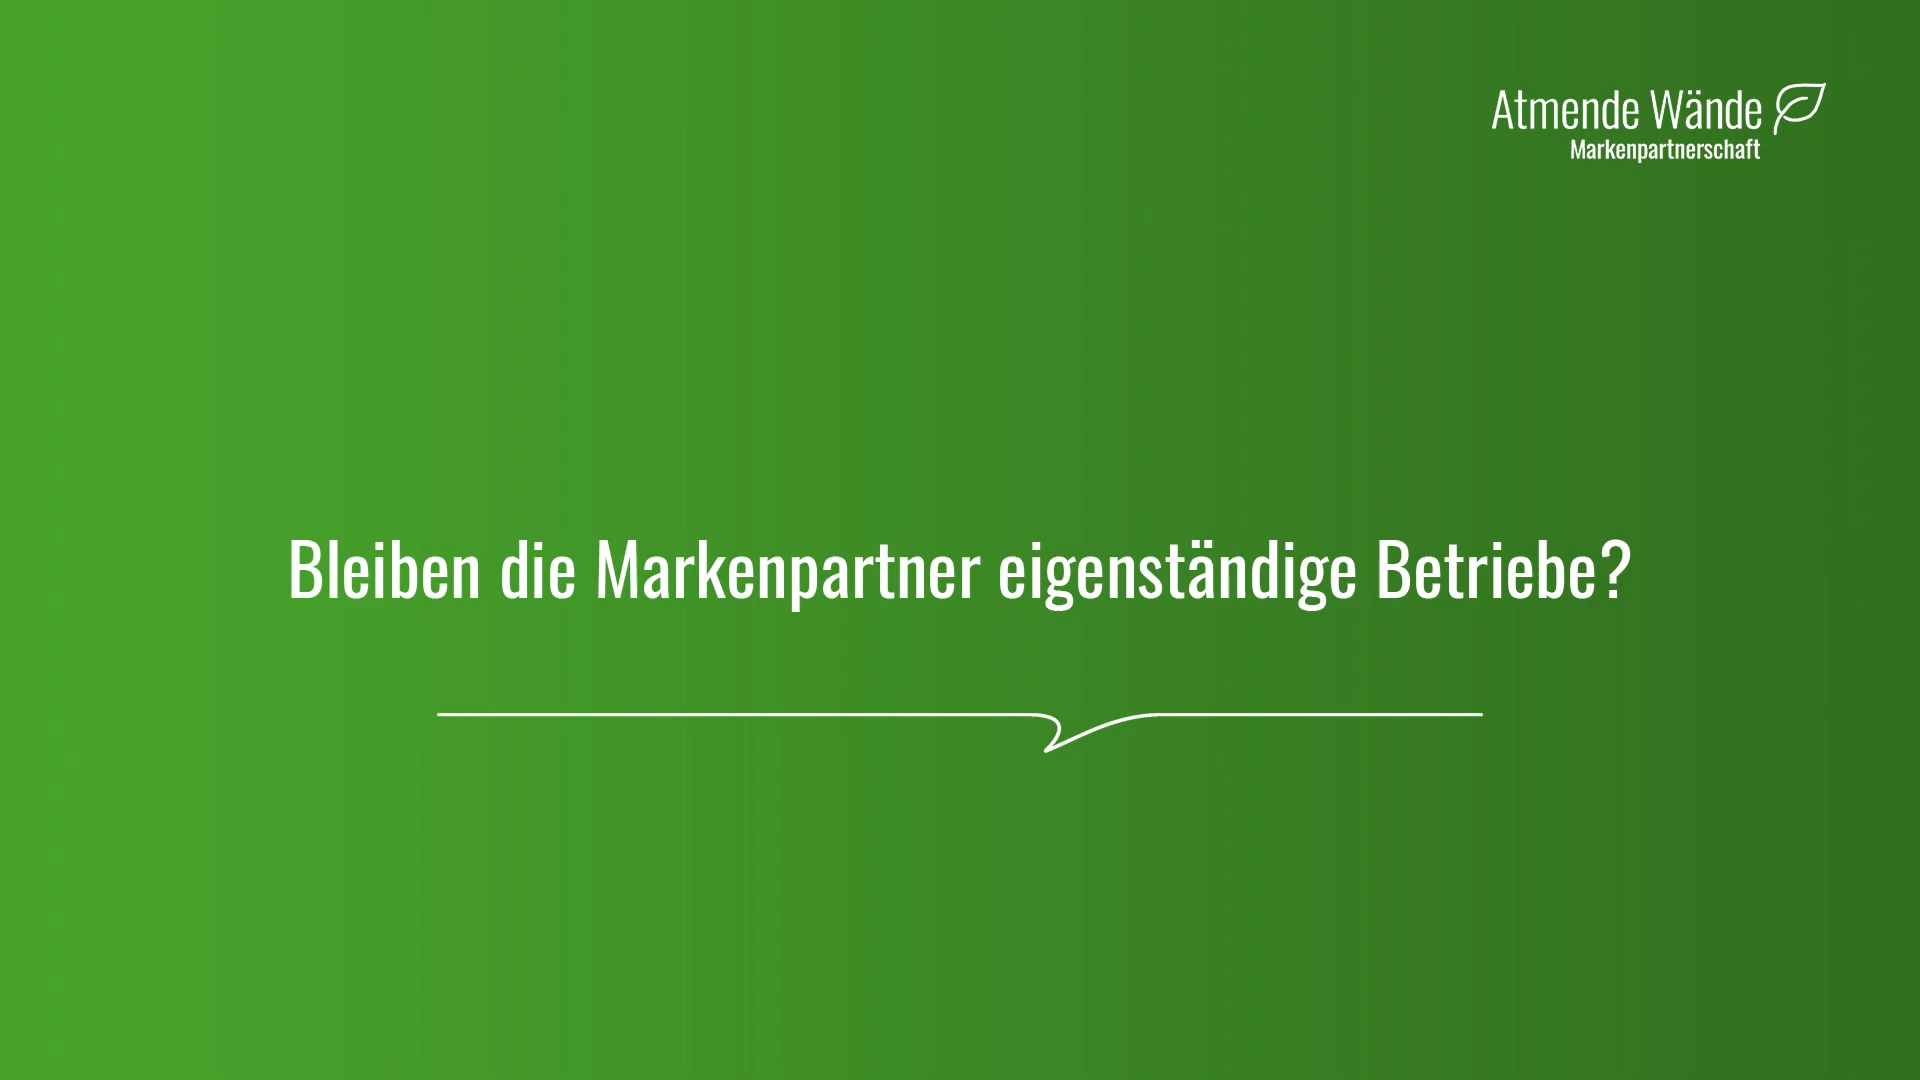 Atmende Wände
Markenpartnerschaft
Bleiben die Markenpartner eigenständige Betriebe?